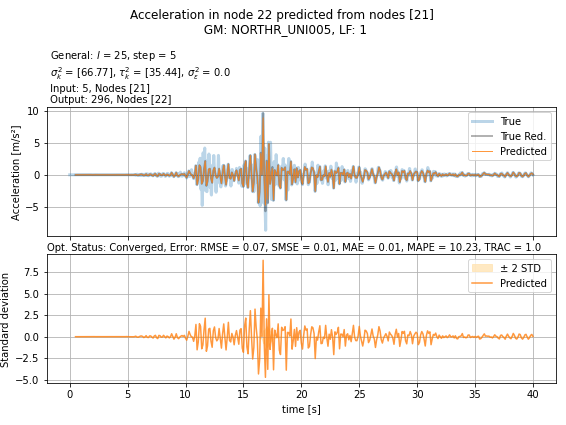 Acceleration in node 22 predicted from nodes [21]
GM: NORTHR_UNI005, LF: 1
General: l = 25, step = 5
σ²ₖ = [66.77], τ²ₖ = [35.44], σ²_ε = 0.0
Input: 5, Nodes [21]
Output: 296, Nodes [22]
Acceleration [m/s²]
10
5
0
−5
True
True Red.
Predicted
Opt. Status: Converged, Error: RMSE = 0.07, SMSE = 0.01, MAE = 0.01, MAPE = 10.23, TRAC = 1.0
Standard deviation
7.5
5.0
2.5
0.0
−2.5
−5.0
± 2 STD
Predicted
0 5 10 15 20 25 30 35 40
time [s]